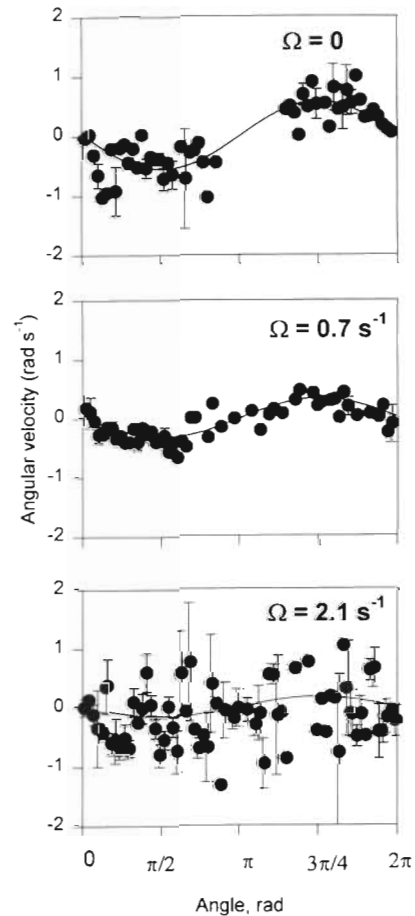 2
Ω = 0
1
0
-1
-2
2
Ω = 0.7 s⁻¹
1
0
-1
-2
Angular velocity (rad s⁻¹)
2
Ω = 2.1 s⁻¹
1
0
-1
-2
0 π/2 π 3π/4 2π
Angle, rad